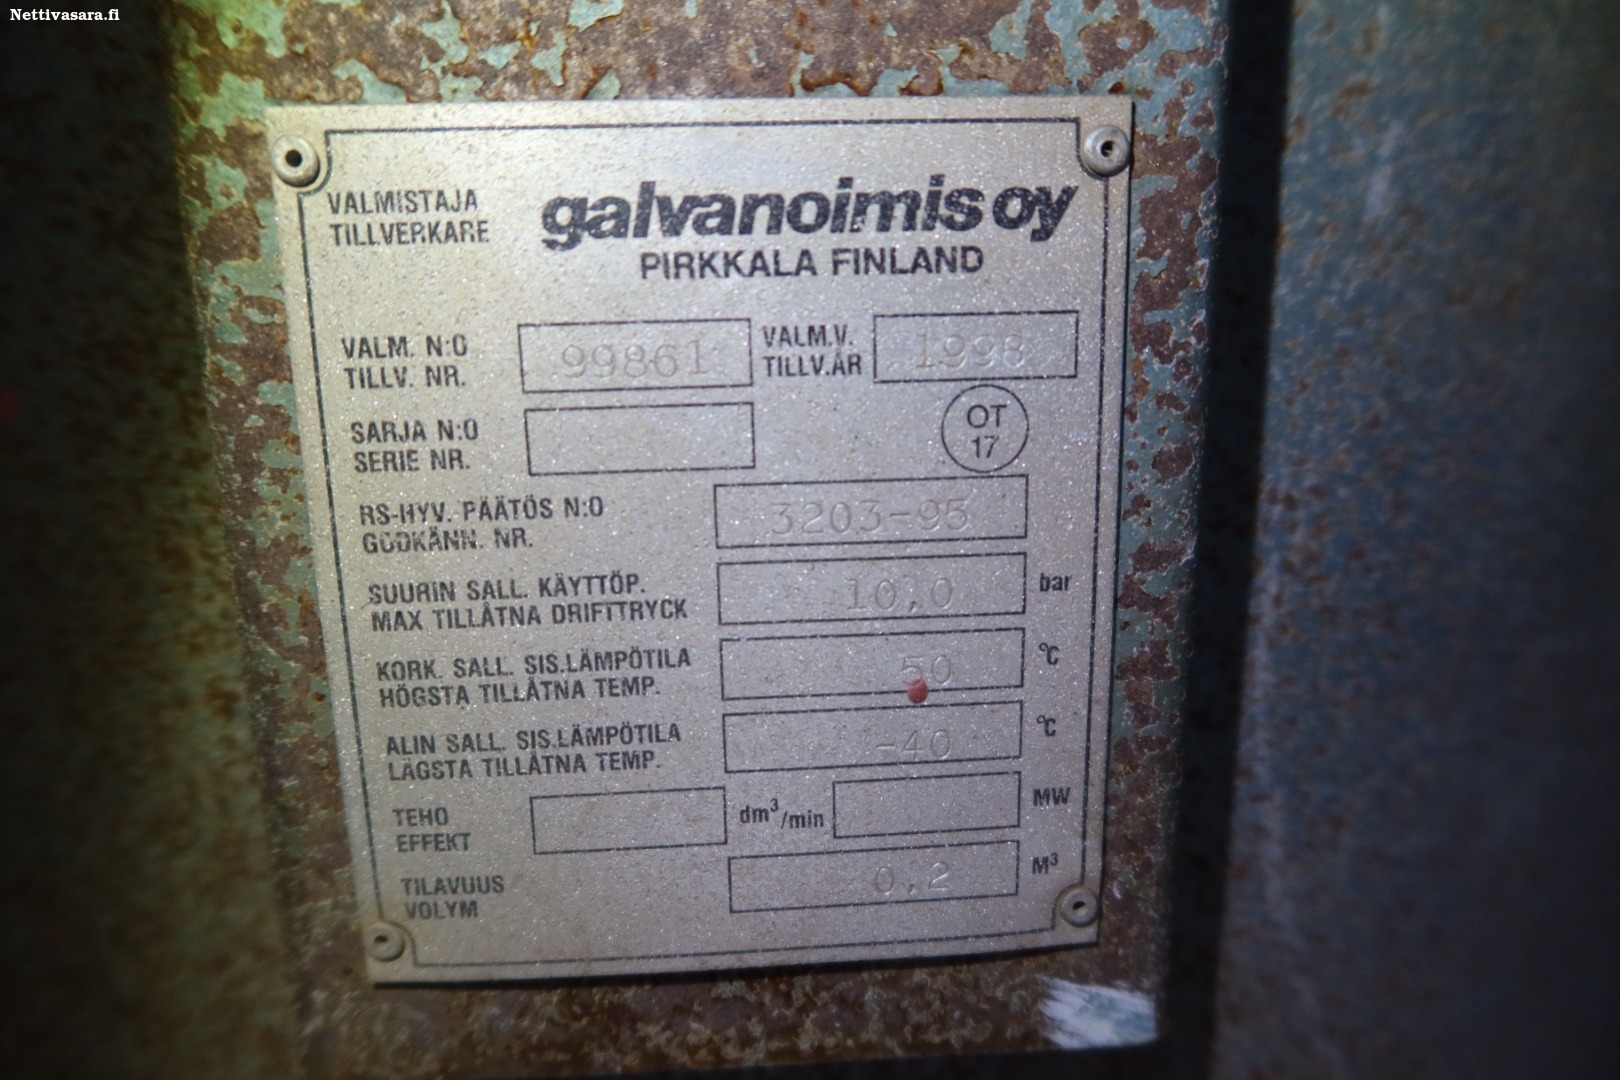 Nettivasara.fi
VALMISTAJA
TILLVERKARE
galvanoimis oy
PIRKKALA FINLAND
VALM. N:O
TILLV. NR.
99861
VALM.V.
TILLV.ÅR
1998
SARJA N:O
SERIE NR.
OT
17
RS-HYV. PÄÄTÖS N:O
GODKÄNN. NR.
3203-95
SUURIN SALL. KÄYTTÖP.
MAX TILLÅTNA DRIFTTRYCK
10,0 bar
KORK. SALL. SIS.LÄMPÖTILA
HÖGSTA TILLÅTNA TEMP.
50 °C
ALIN SALL. SIS.LÄMPÖTILA
LÄGSTA TILLÅTNA TEMP.
-40 °C
TEHO
EFFEKT
dm³/min
MW
TILAVUUS
VOLYM
0,2 M³